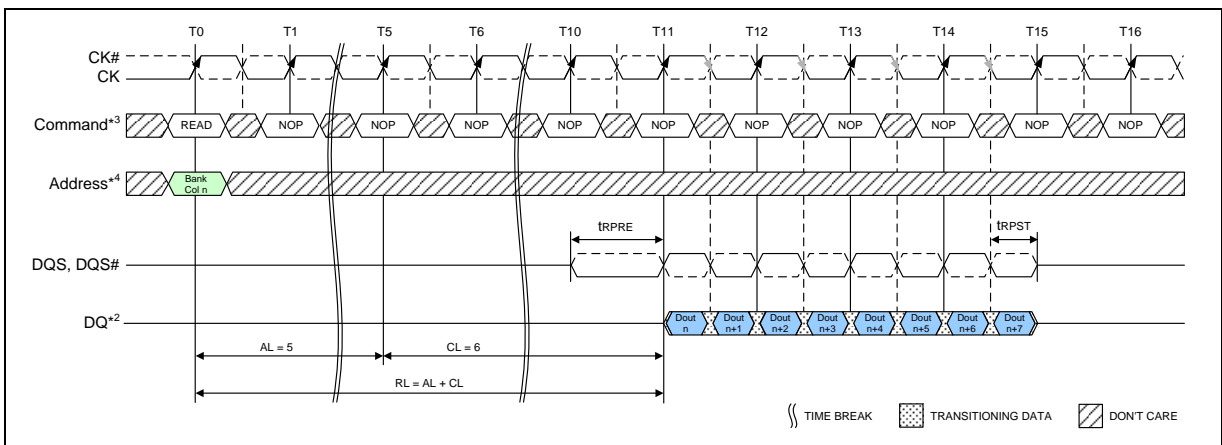 T0 T1 T5 T6 T10 T11 T12 T13 T14 T15 T16
CK#
CK
Command*3 READ NOP NOP NOP NOP NOP NOP NOP NOP NOP NOP
Address*4 Bank
Col n
tRPRE tRPST
DQS, DQS#
DQ*2 Dout n Dout n+1 Dout n+2 Dout n+3 Dout n+4 Dout n+5 Dout n+6 Dout n+7
AL = 5 CL = 6
RL = AL + CL
TIME BREAK TRANSITIONING DATA DON'T CARE